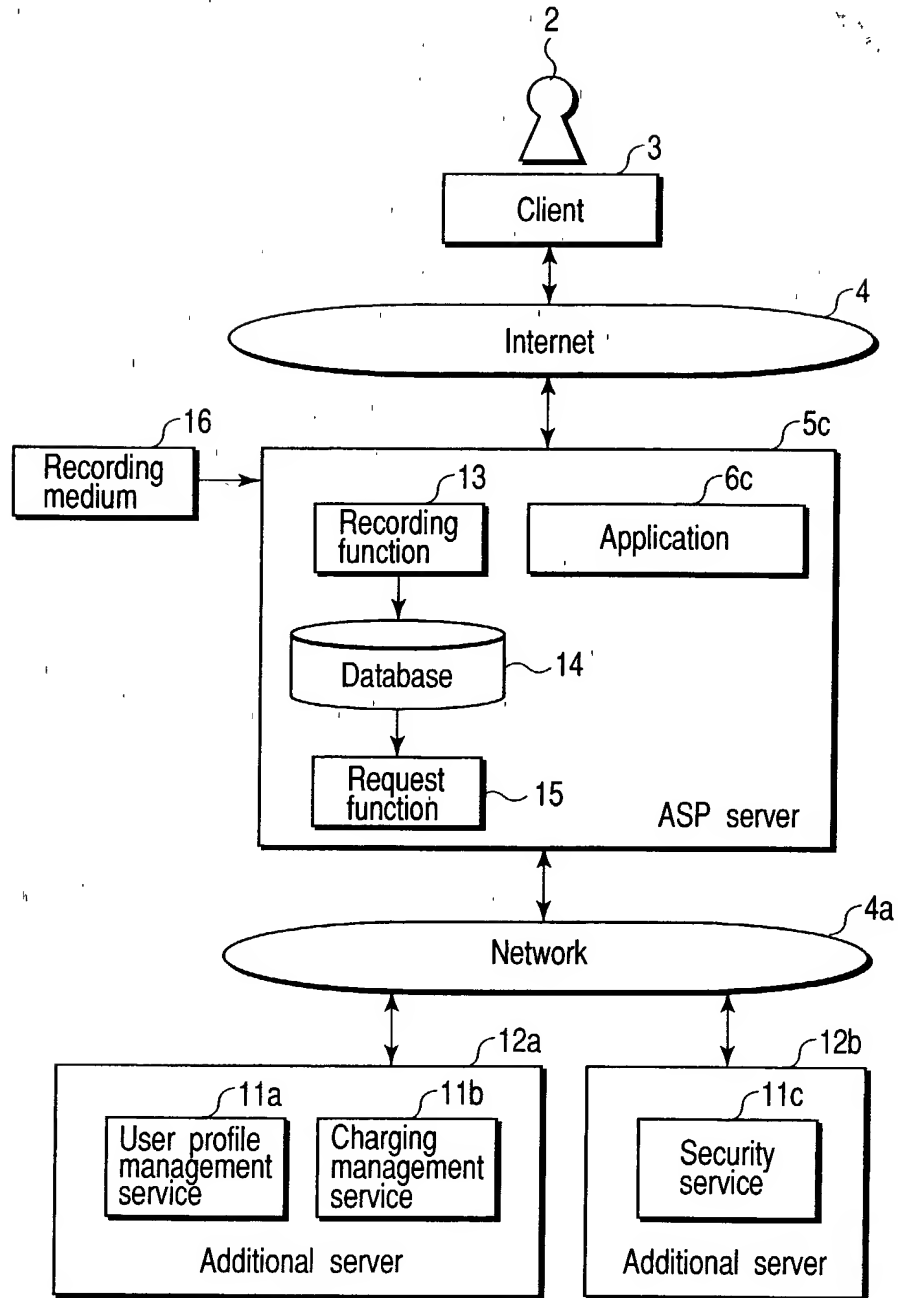 2
3
Client
4
Internet
16
Recording
medium
5c
13
Recording
function
6c
Application
Database
14
Request
function
15
ASP server
4a
Network
12a
11a
User profile
management
service
11b
Charging
management
service
Additional server
12b
11c
Security
service
Additional server